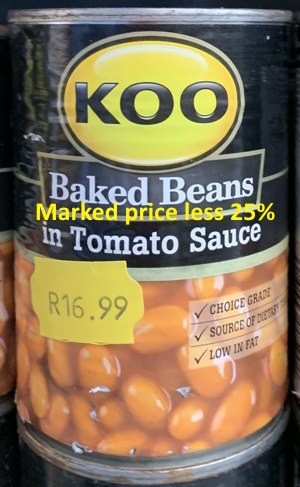 KOO
Baked Beans
Marked price less 25%
in Tomato Sauce
R16.99
CHOICE GRADE
SOURCE OF DIETARY
LOW IN FAT